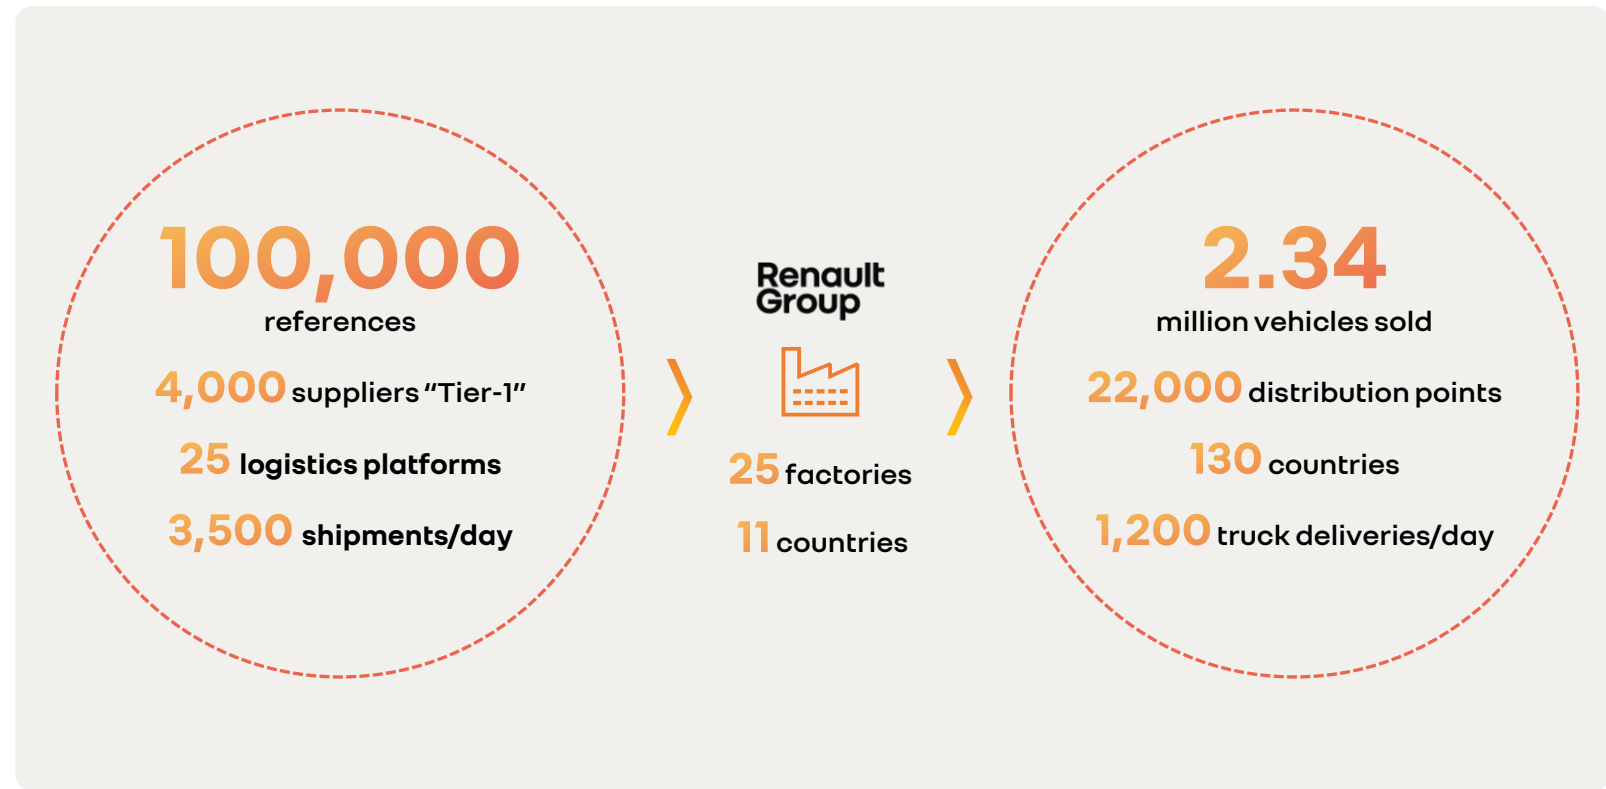 100,000
references
4,000 suppliers “Tier-1”
25 logistics platforms
3,500 shipments/day
Renault
Group
25 factories
11 countries
2.34
million vehicles sold
22,000 distribution points
130 countries
1,200 truck deliveries/day